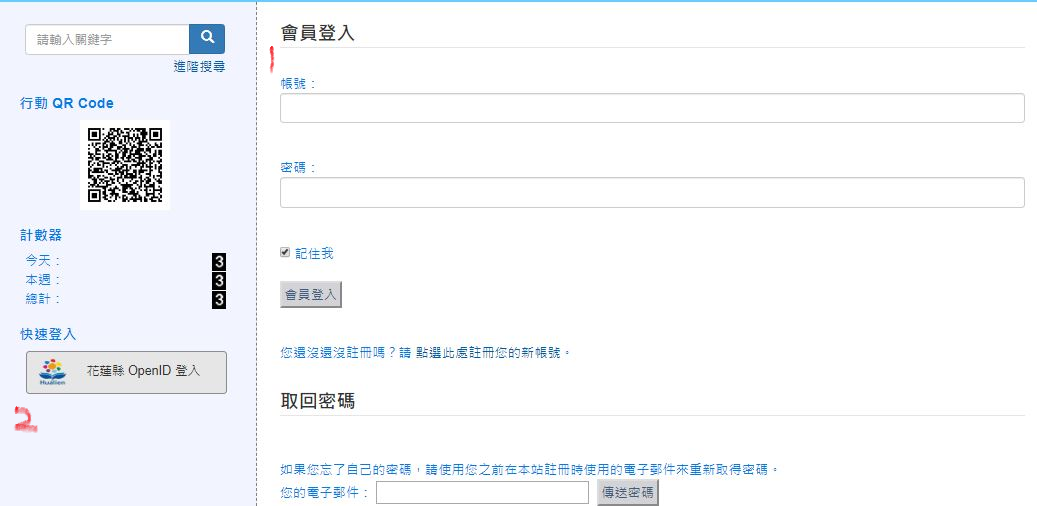 請輸入關鍵字
進階搜尋
行動 QR Code
計數器
今天： 3
本週： 3
總計： 3
快速登入
Hualien
花蓮縣 OpenID 登入
2
1
會員登入
帳號：
密碼：
記住我
會員登入
您還沒還沒註冊嗎？請 點選此處註冊您的新帳號。
取回密碼
如果您忘了自己的密碼，請使用您之前在本站註冊時使用的電子郵件來重新取得密碼。
您的電子郵件： 傳送密碼